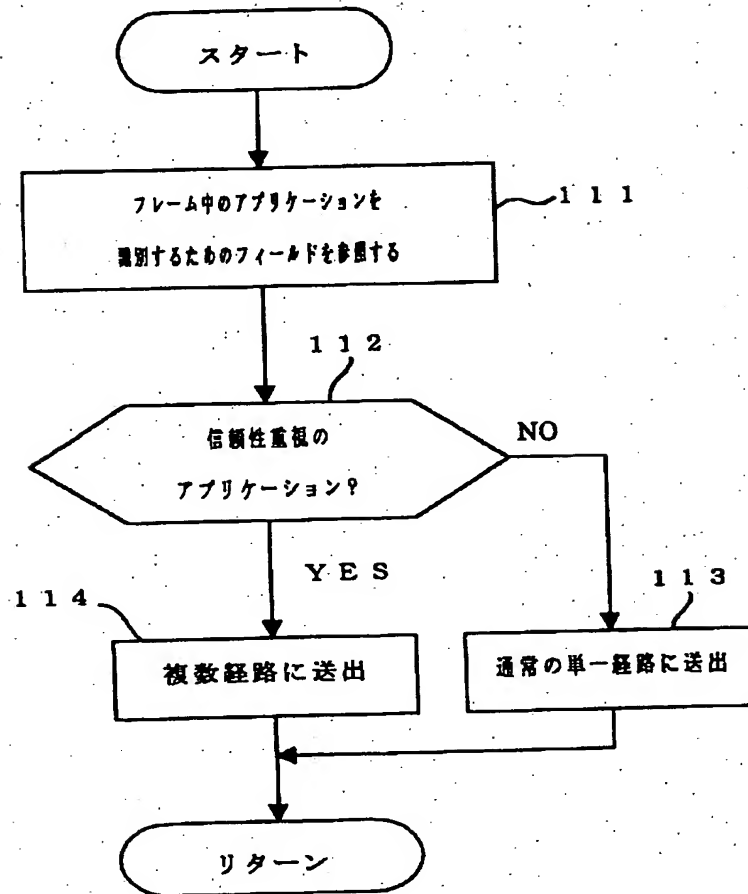 スタート
フレーム中のアプリケーションを
識別するためのフィールドを参照する
111
112
信頼性重視の
アプリケーション?
NO
YES
114
113
複数経路に送出
通常の単一経路に送出
リターン